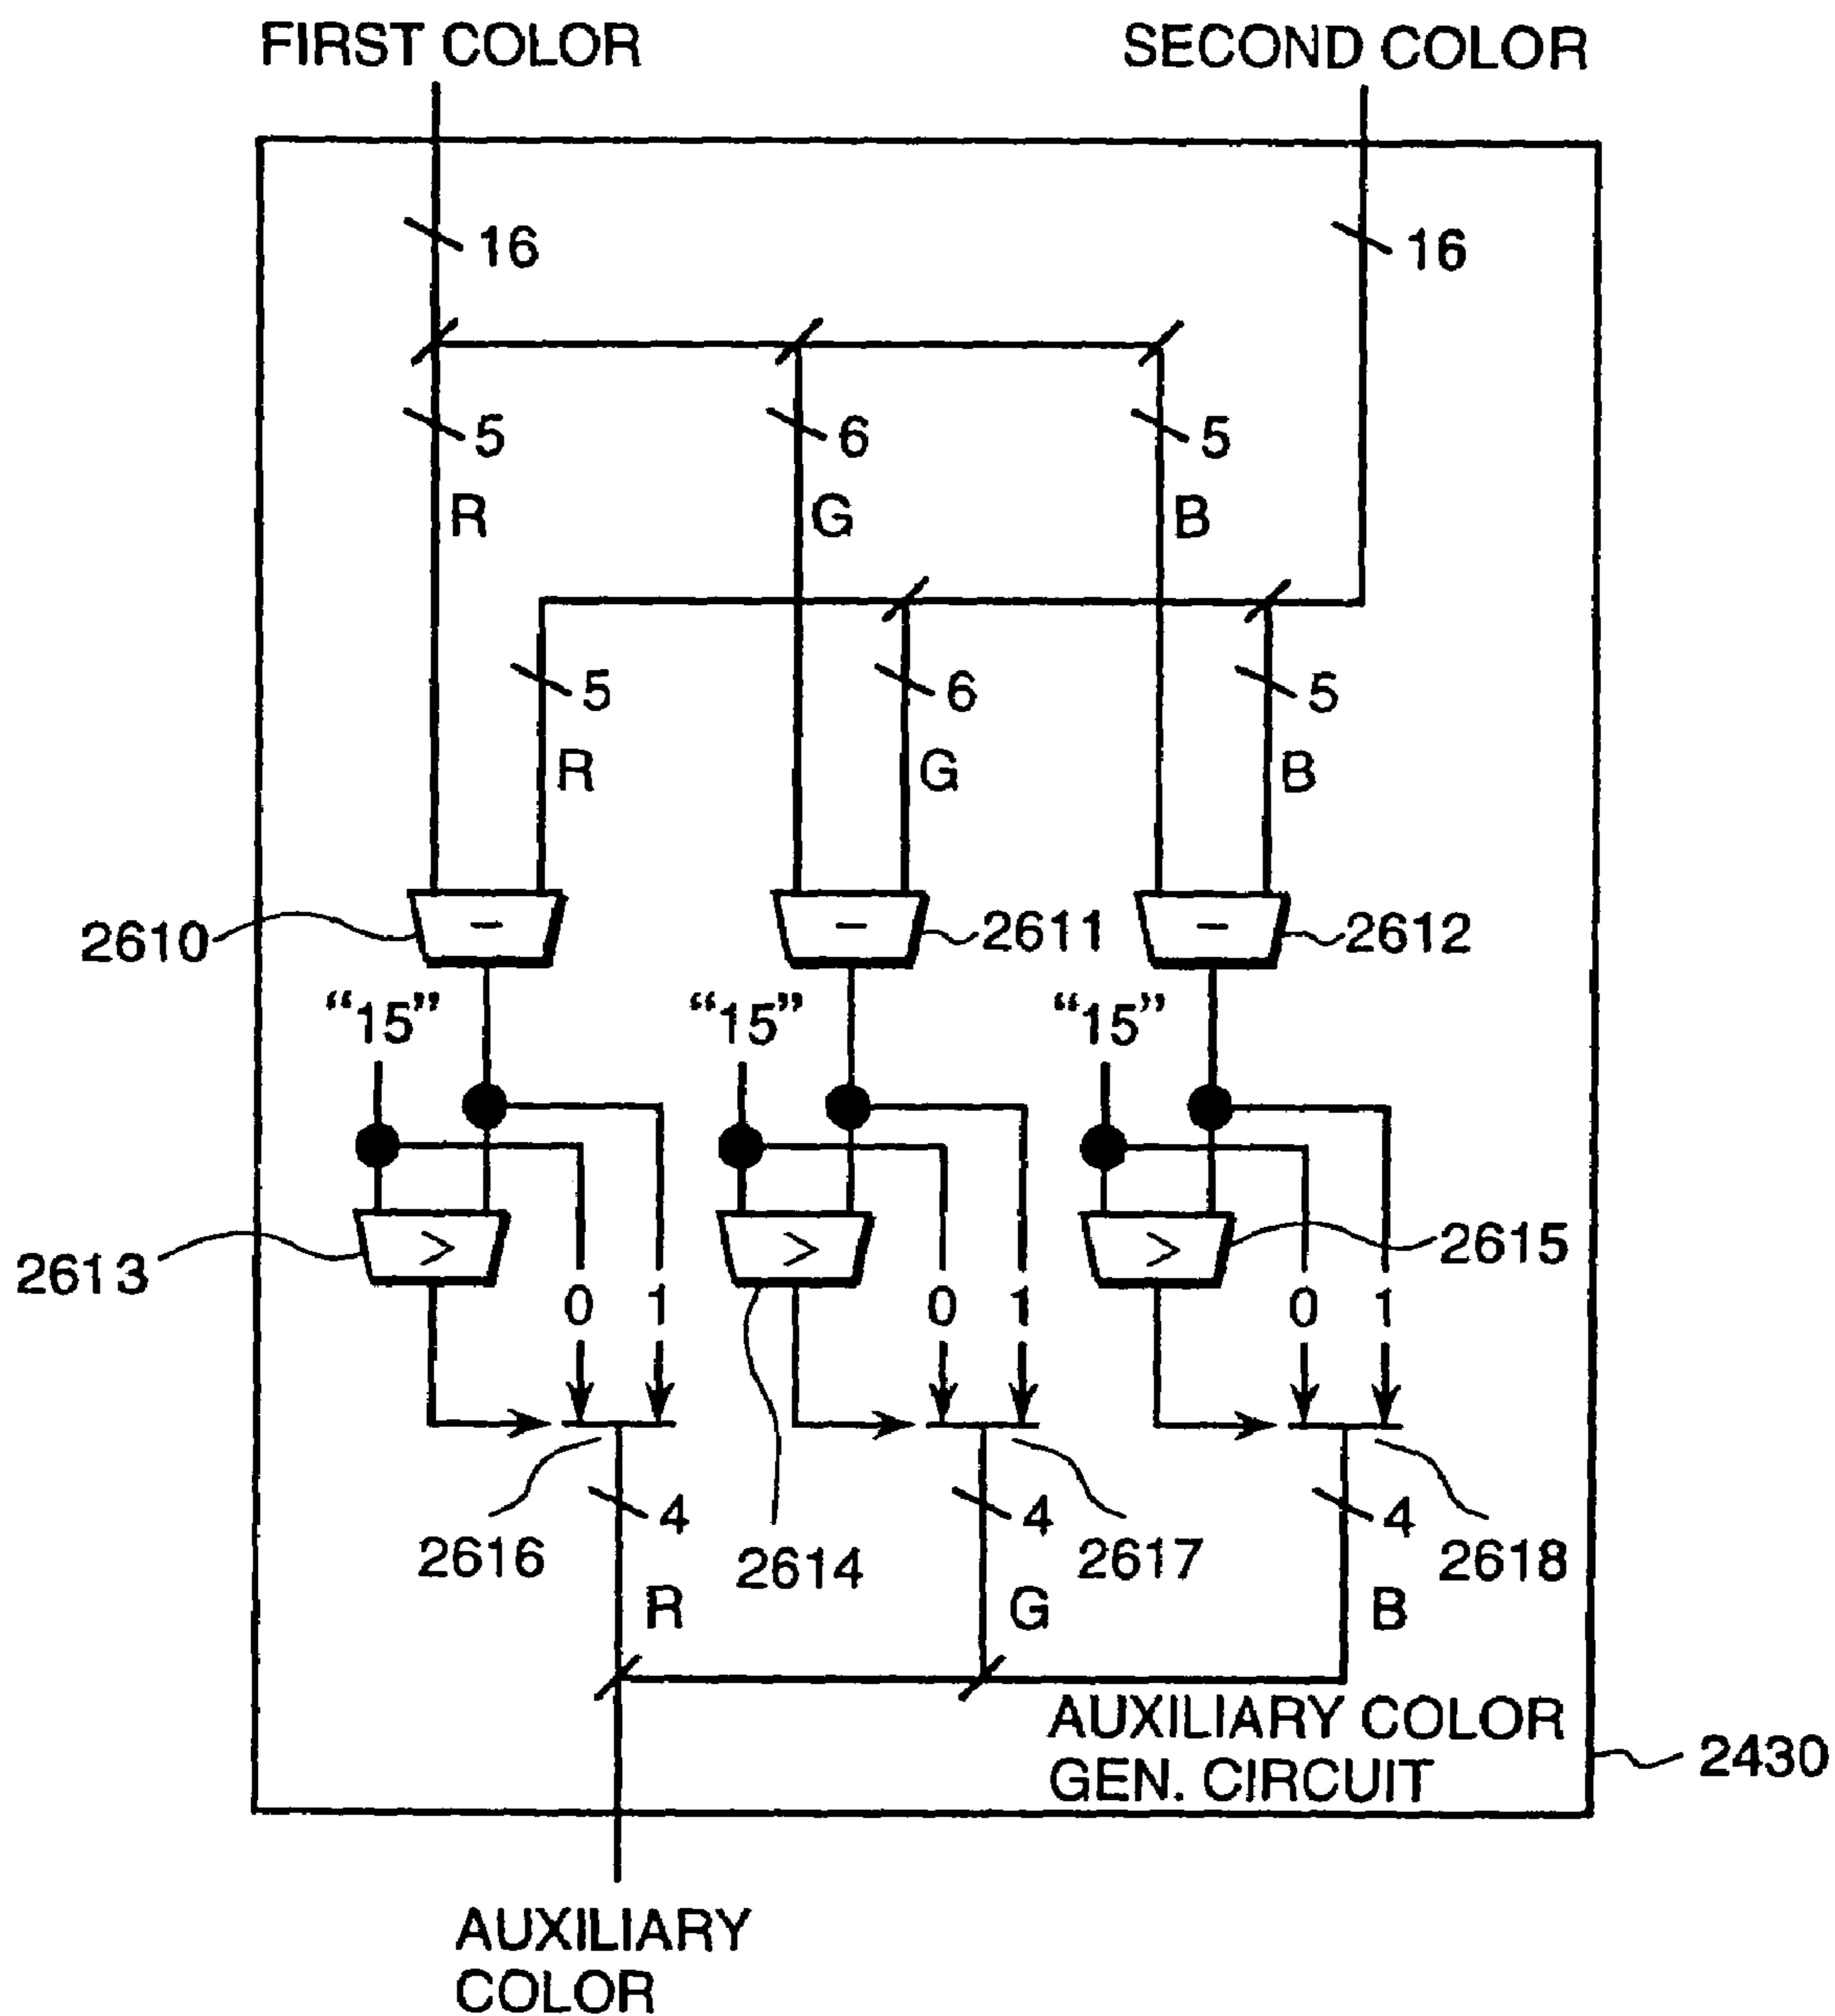 FIRST COLOR
SECOND COLOR
16
16
5
6
5
R
G
B
5
6
5
R
G
B
2610
−
−
2611
−
2612
“15”
“15”
“15”
2613
>
>
>
2615
0
1
0
1
0
1
4
4
4
2616
2614
2617
2618
R
G
B
AUXILIARY COLOR
GEN. CIRCUIT
2430
AUXILIARY
COLOR